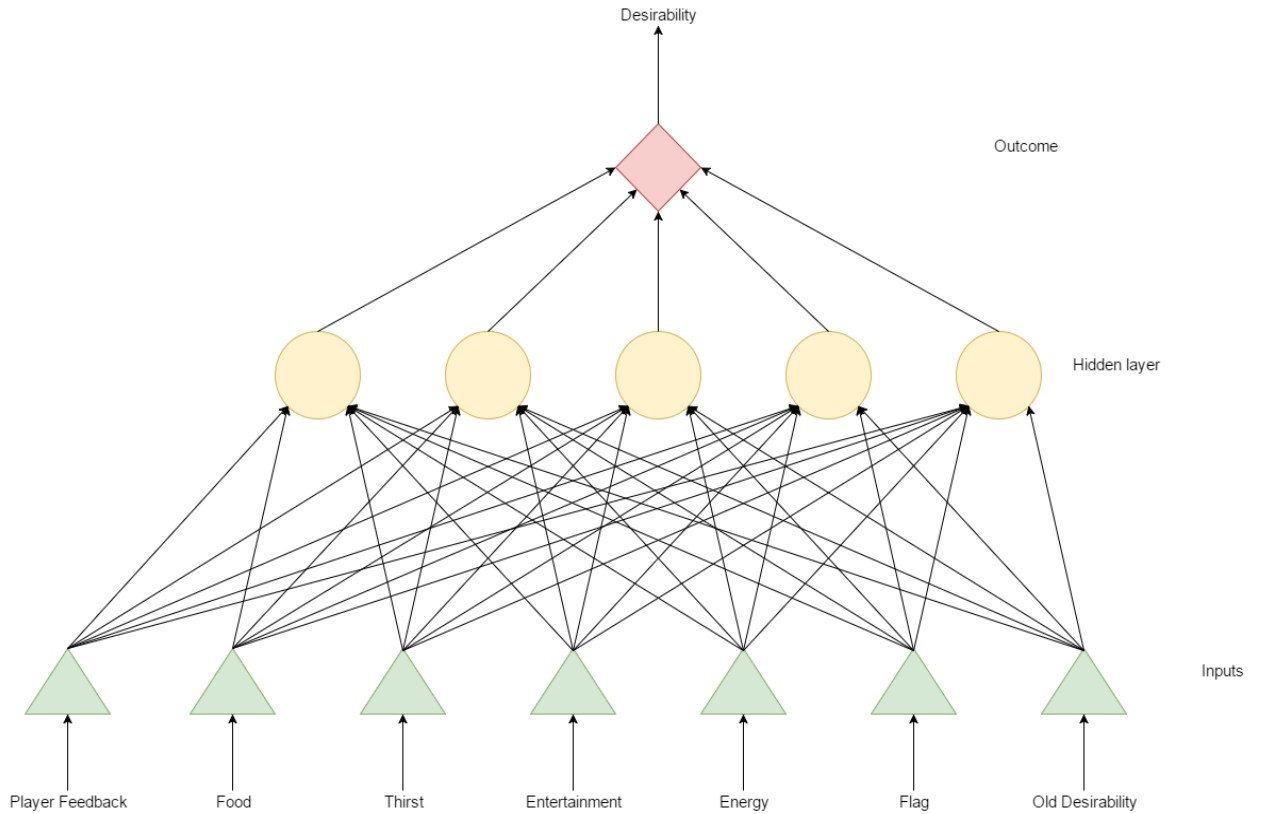 Desirability
Outcome
Hidden layer
Inputs
Player Feedback
Food
Thirst
Entertainment
Energy
Flag
Old Desirability